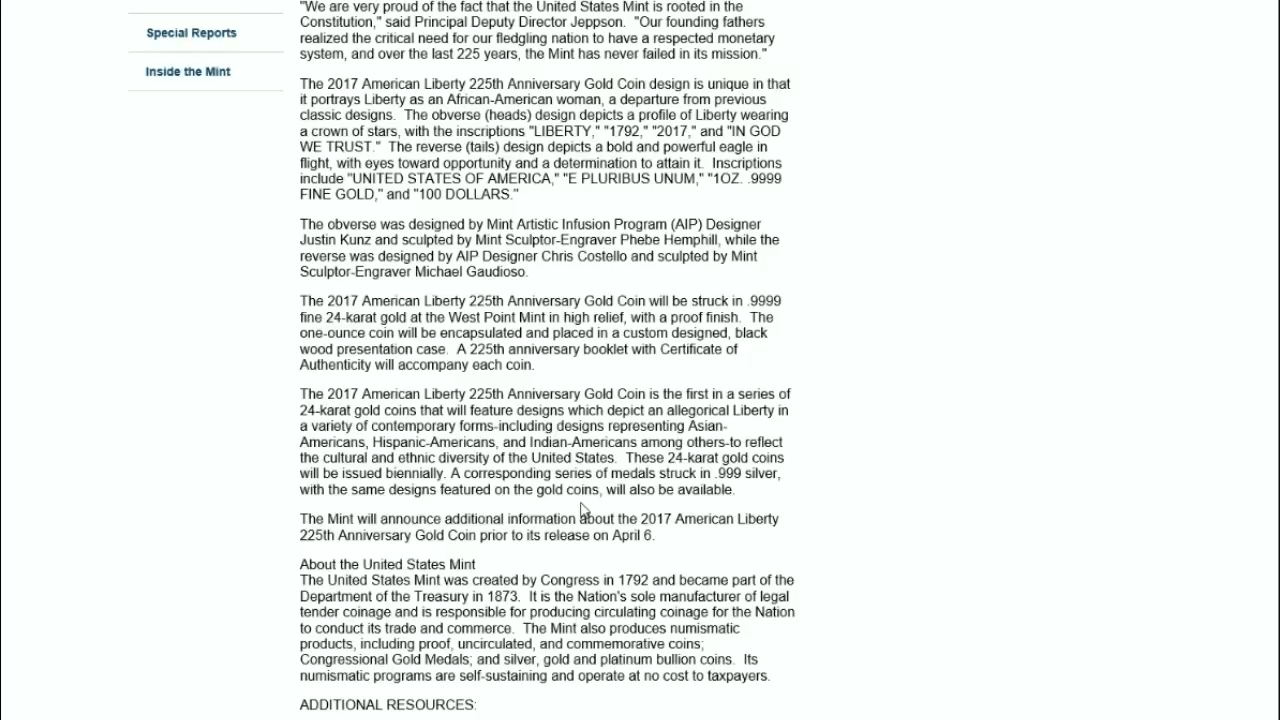 Special Reports
Inside the Mint
"We are very proud of the fact that the United States Mint is rooted in the
Constitution," said Principal Deputy Director Jeppson.  "Our founding fathers
realized the critical need for our fledgling nation to have a respected monetary
system, and over the last 225 years, the Mint has never failed in its mission."
The 2017 American Liberty 225th Anniversary Gold Coin design is unique in that
it portrays Liberty as an African-American woman, a departure from previous
classic designs.  The obverse (heads) design depicts a profile of Liberty wearing
a crown of stars, with the inscriptions "LIBERTY," "1792," "2017," and "IN GOD
WE TRUST."  The reverse (tails) design depicts a bold and powerful eagle in
flight, with eyes toward opportunity and a determination to attain it.  Inscriptions
include "UNITED STATES OF AMERICA," "E PLURIBUS UNUM," "1OZ. .9999
FINE GOLD," and "100 DOLLARS."
The obverse was designed by Mint Artistic Infusion Program (AIP) Designer
Justin Kunz and sculpted by Mint Sculptor-Engraver Phebe Hemphill, while the
reverse was designed by AIP Designer Chris Costello and sculpted by Mint
Sculptor-Engraver Michael Gaudioso.
The 2017 American Liberty 225th Anniversary Gold Coin will be struck in .9999
fine 24-karat gold at the West Point Mint in high relief, with a proof finish.  The
one-ounce coin will be encapsulated and placed in a custom designed, black
wood presentation case.  A 225th anniversary booklet with Certificate of
Authenticity will accompany each coin.
The 2017 American Liberty 225th Anniversary Gold Coin is the first in a series of
24-karat gold coins that will feature designs which depict an allegorical Liberty in
a variety of contemporary forms-including designs representing Asian-
Americans, Hispanic-Americans, and Indian-Americans among others-to reflect
the cultural and ethnic diversity of the United States.  These 24-karat gold coins
will be issued biennially. A corresponding series of medals struck in .999 silver,
with the same designs featured on the gold coins, will also be available.
The Mint will announce additional information about the 2017 American Liberty
225th Anniversary Gold Coin prior to its release on April 6.
About the United States Mint
The United States Mint was created by Congress in 1792 and became part of the
Department of the Treasury in 1873.  It is the Nation's sole manufacturer of legal
tender coinage and is responsible for producing circulating coinage for the Nation
to conduct its trade and commerce.  The Mint also produces numismatic
products, including proof, uncirculated, and commemorative coins;
Congressional Gold Medals; and silver, gold and platinum bullion coins.  Its
numismatic programs are self-sustaining and operate at no cost to taxpayers.
ADDITIONAL RESOURCES: